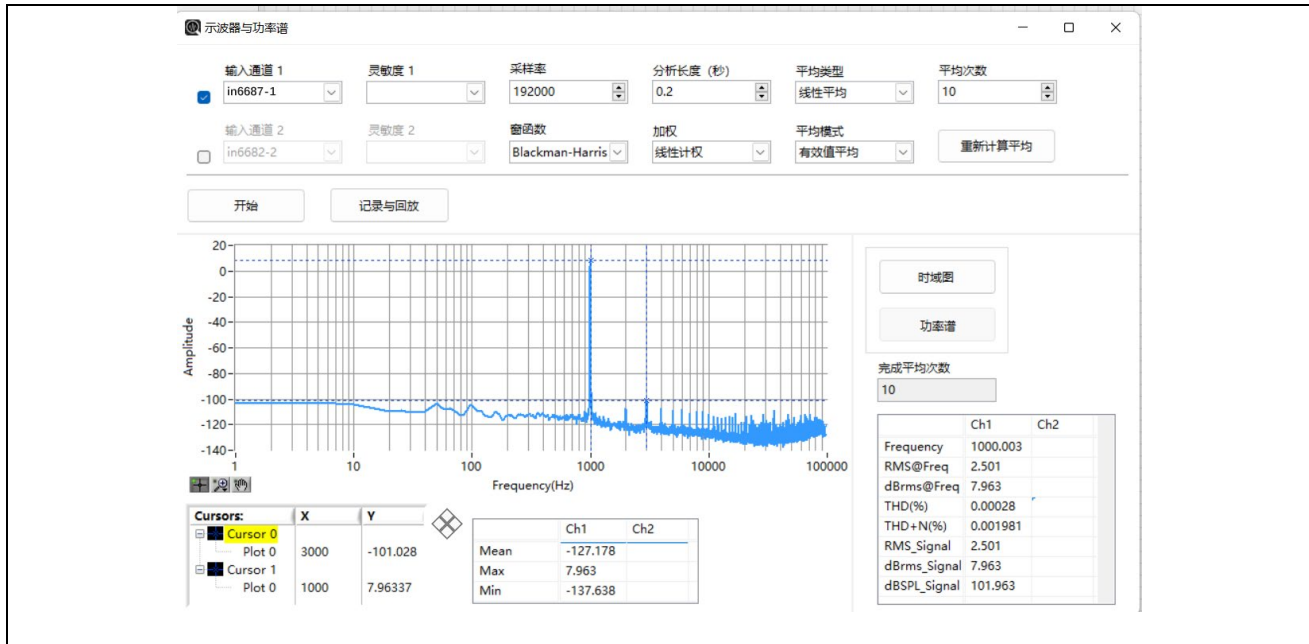 示波器与功率谱
输入通道 1 灵敏度 1 采样率 分析长度（秒） 平均类型 平均次数
in6687-1 192000 0.2 线性平均 10
输入通道 2 灵敏度 2 窗函数 加权 平均模式
in6682-2 Blackman-Harris 线性计权 有效值平均 重新计算平均
开始 记录与回放
20
0
-20
-40
-60
-80
-100
-120
-140
Amplitude
1 10 100 1000 10000 100000
Frequency(Hz)
时域图
功率谱
完成平均次数
10
Ch1 Ch2
Frequency 1000.003
RMS@Freq 2.501
dBrms@Freq 7.963
THD(%) 0.00028
THD+N(%) 0.001981
RMS_Signal 2.501
dBrms_Signal 7.963
dBSPL_Signal 101.963
Cursors: X Y
Cursor 0
Plot 0 3000 -101.028
Cursor 1
Plot 0 1000 7.96337
Ch1 Ch2
Mean -127.178
Max 7.963
Min -137.638